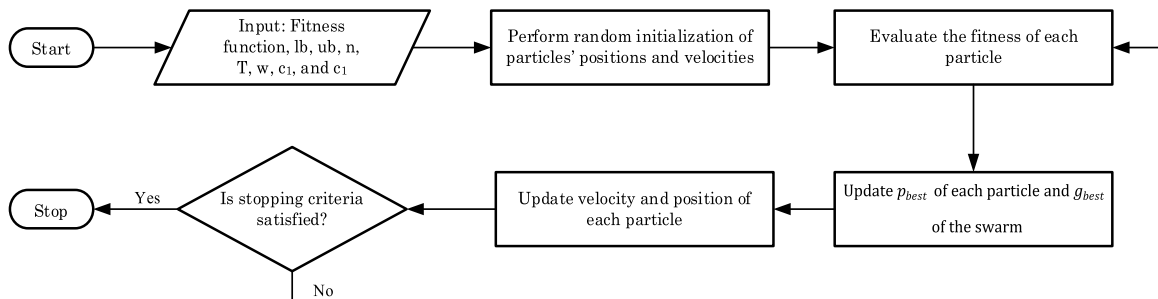 Start
Input: Fitness
function, lb, ub, n,
T, w, c₁, and c₁
Perform random initialization of
particles’ positions and velocities
Evaluate the fitness of each
particle
Update p_best of each particle and g_best
of the swarm
Update velocity and position of
each particle
Is stopping criteria
satisfied?
Yes
Stop
No